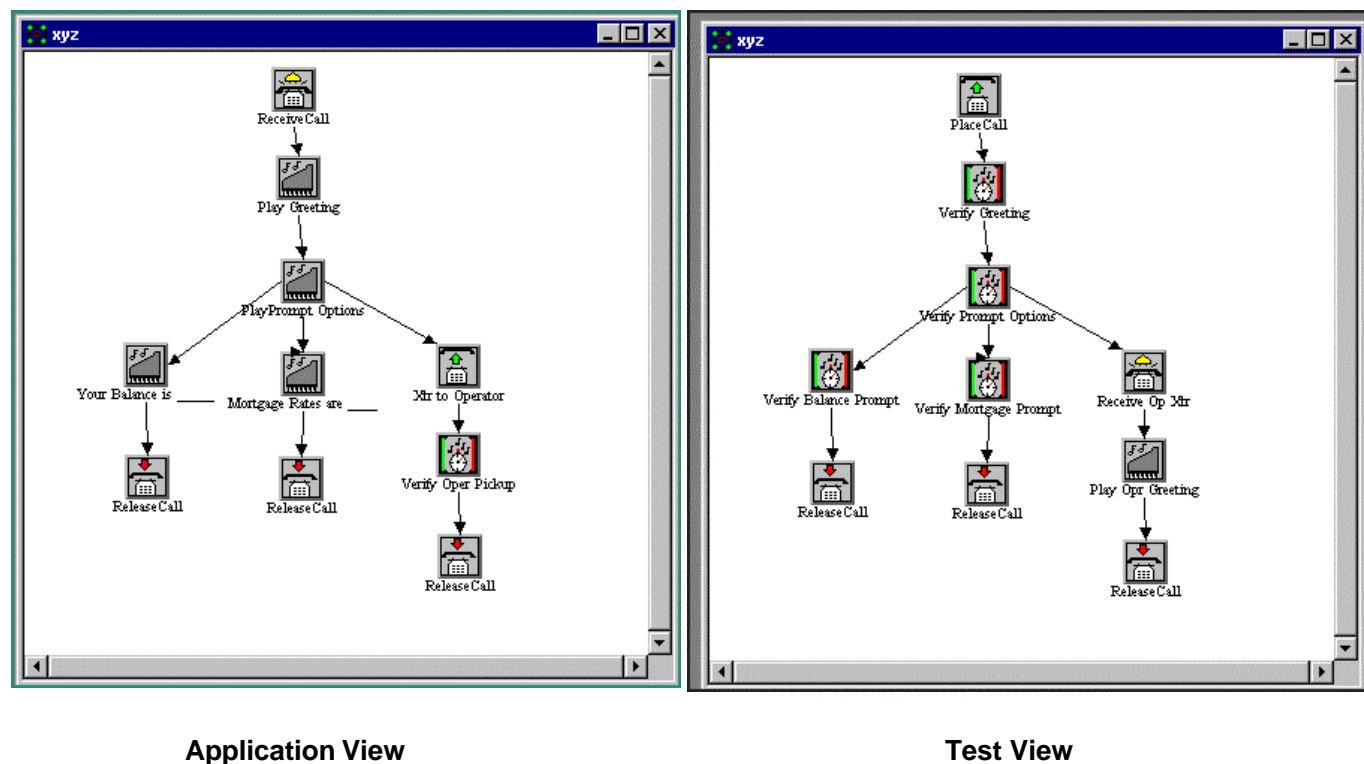 xyz
ReceiveCall
Play Greeting
PlayPrompt Options
Your Balance is ____
Mortgage Rates are ____
Xfr to Operator
Verify Oper Pickup
ReleaseCall
ReleaseCall
ReleaseCall
Application View
xyz
PlaceCall
Verify Greeting
Verify Prompt Options
Verify Balance Prompt
Verify Mortgage Prompt
Receive Op Xfr
Play Opr Greeting
ReleaseCall
ReleaseCall
ReleaseCall
Test View